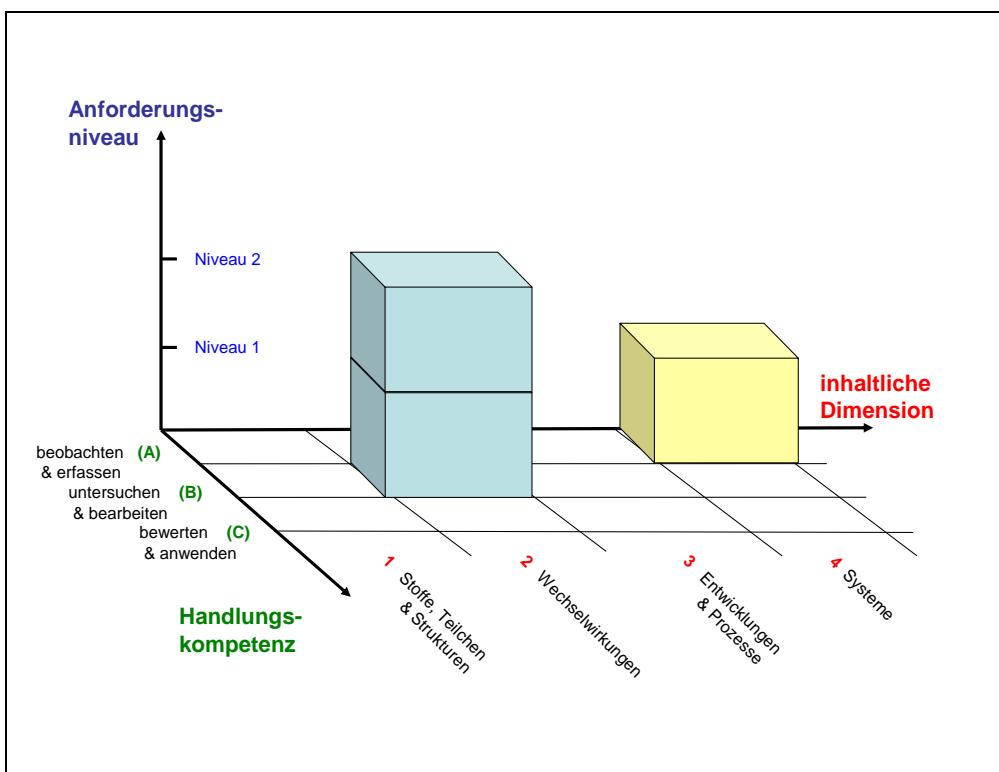 Anforderungs-
niveau
Niveau 2
Niveau 1
inhaltliche
Dimension
beobachten (A)
& erfassen
untersuchen (B)
& bearbeiten
bewerten (C)
& anwenden
Handlungs-
kompetenz
1 Stoffe, Teilchen
& Strukturen
2 Wechselwirkungen
3 Entwicklungen
& Prozesse
4 Systeme